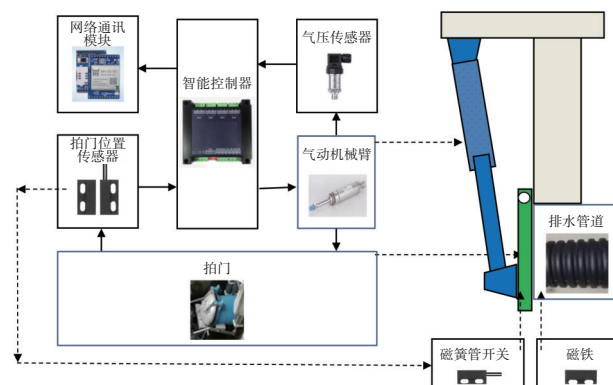 网络通讯
模块
智能控制器
气压传感器
拍门位置
传感器
气动机械臂
拍门
排水管道
磁簧管开关
磁铁